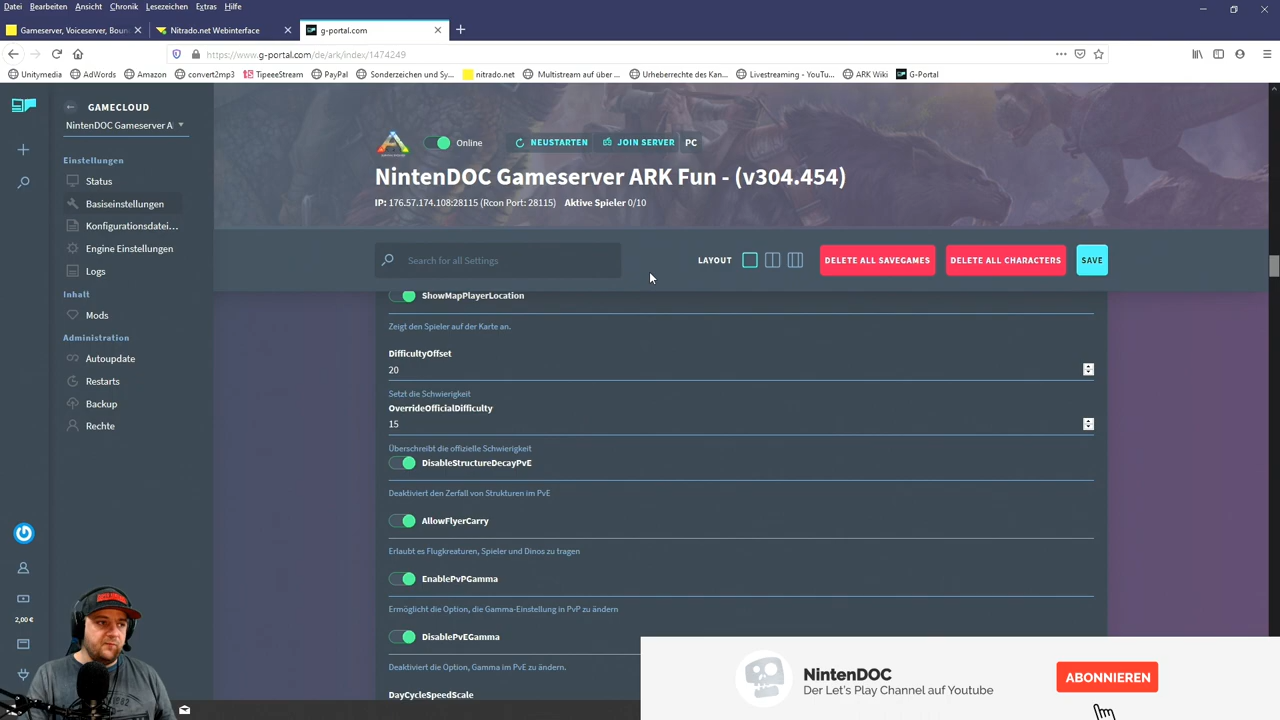 Datei Bearbeiten Ansicht Chronik Lesezeichen Extras Hilfe
Gameserver, Voiceserver, Boun
Nitrado.net Webinterface
g-portal.com
https://www.g-portal.com/de/ark/index/1474249
Unitymedia AdWords Amazon convert2mp3 TipeeeStream PayPal Sonderzeichen und Sy... nitrado.net Multistream auf über ... Urheberrechte des Kan... Livestreaming - YouTu... ARK Wiki G-Portal
GAMECLOUD
NintenDOC Gameserver A
Einstellungen
Status
Basiseinstellungen
Konfigurationsdatei...
Engine Einstellungen
Logs
Inhalt
Mods
Administration
Autoupdate
Restarts
Backup
Rechte
2,00 €
Online NEUSTARTEN JOIN SERVER PC
NintenDOC Gameserver ARK Fun - (v304.454)
IP: 176.57.174.108:28115 (Rcon Port: 28115) Aktive Spieler 0/10
Search for all Settings
LAYOUT
DELETE ALL SAVEGAMES
DELETE ALL CHARACTERS
SAVE
ShowMapPlayerLocation
Zeigt den Spieler auf der Karte an.
DifficultyOffset
20
Setzt die Schwierigkeit
OverrideOfficialDifficulty
15
Überschreibt die offizielle Schwierigkeit
DisableStructureDecayPvE
Deaktiviert den Zerfall von Strukturen im PvE
AllowFlyerCarry
Erlaubt es Flugkreaturen, Spieler und Dinos zu tragen
EnablePvPGamma
Ermöglicht die Option, die Gamma-Einstellung in PvP zu ändern
DisablePvEGamma
Deaktiviert die Option, Gamma im PvE zu ändern.
DayCycleSpeedScale
NintenDOC
Der Let's Play Channel auf Youtube
ABONNIEREN